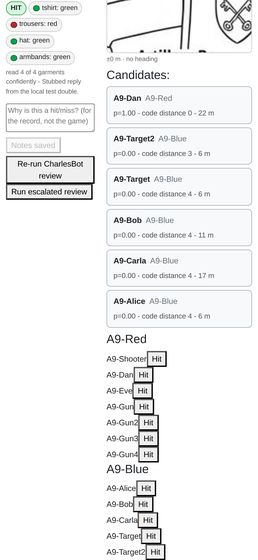 HIT
tshirt: green
trousers: red
hat: green
armbands: green
read 4 of 4 garments
confidently - Stubbed reply
from the local test double.
Why is this a hit/miss? (for
the record, not the game)
Notes saved
Re-run CharlesBot
review
Run escalated review
±0 m · no heading
Candidates:
A9-Dan A9-Red
p=1.00 - code distance 0 - 22 m
A9-Target2 A9-Blue
p=0.00 - code distance 3 - 6 m
A9-Target A9-Blue
p=0.00 - code distance 4 - 6 m
A9-Bob A9-Blue
p=0.00 - code distance 4 - 11 m
A9-Carla A9-Blue
p=0.00 - code distance 4 - 17 m
A9-Alice A9-Blue
p=0.00 - code distance 4 - 6 m
A9-Red
A9-Shooter Hit
A9-Dan Hit
A9-Eve Hit
A9-Gun Hit
A9-Gun2 Hit
A9-Gun3 Hit
A9-Gun4 Hit
A9-Blue
A9-Alice Hit
A9-Bob Hit
A9-Carla Hit
A9-Target Hit
A9-Target2 Hit